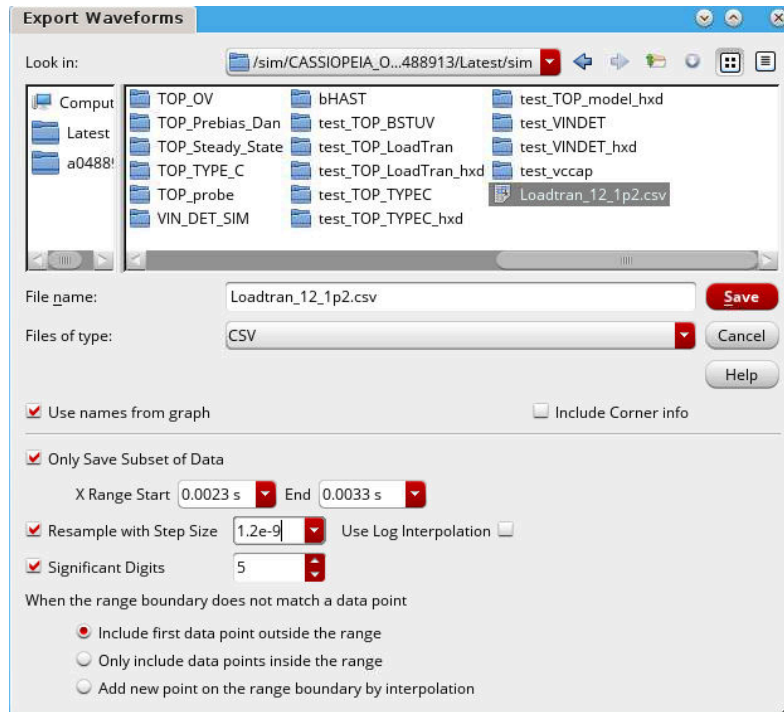 Export Waveforms
Look in:
/sim/CASSIOPEIA_O...488913/Latest/sim
Comput
Latest
a0488
TOP_OV
TOP_Prebias_Dan
TOP_Steady_State
TOP_TYPE_C
TOP_probe
VIN_DET_SIM
bHAST
test_TOP_BSTUV
test_TOP_LoadTran
test_TOP_LoadTran_hxd
test_TOP_TYPEC
test_TOP_TYPEC_hxd
test_TOP_model_hxd
test_VINDET
test_VINDET_hxd
test_vccap
Loadtran_12_1p2.csv
File name:
Loadtran_12_1p2.csv
Save
Files of type:
CSV
Cancel
Help
Use names from graph
Include Corner info
Only Save Subset of Data
X Range Start 0.0023 s End 0.0033 s
Resample with Step Size 1.2e-9 Use Log Interpolation
Significant Digits 5
When the range boundary does not match a data point
Include first data point outside the range
Only include data points inside the range
Add new point on the range boundary by interpolation